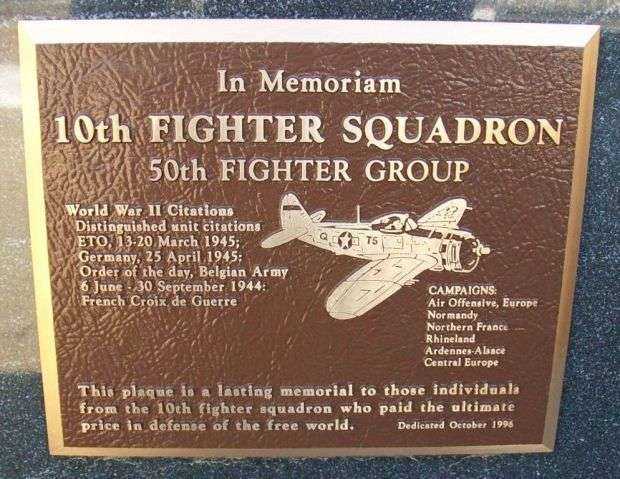 In Memoriam
10th FIGHTER SQUADRON
50th FIGHTER GROUP
World War II Citations
Distinguished unit citations
ETO, 13-20 March 1945;
Germany, 25 April 1945:
Order of the day, Belgian Army
6 June - 30 September 1944:
French Croix de Guerre
Q
T5
CAMPAIGNS:
Air Offensive, Europe
Normandy
Northern France
Rhineland
Ardennes-Alsace
Central Europe
This plaque is a lasting memorial to those individuals
from the 10th fighter squadron who paid the ultimate
price in defense of the free world. Dedicated October 1996